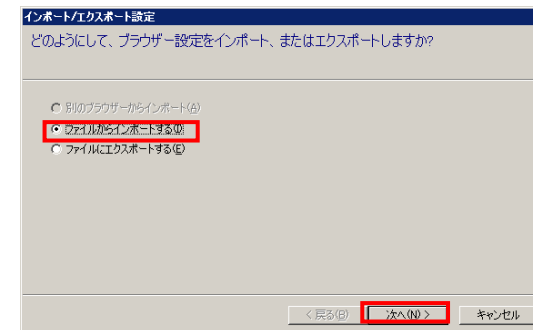 インポート/エクスポート設定
どのようにして、ブラウザー設定をインポート、またはエクスポートしますか?
別のブラウザーからインポート(A)
ファイルからインポートする(I)
ファイルにエクスポートする(E)
< 戻る(B) 次へ(N) > キャンセル